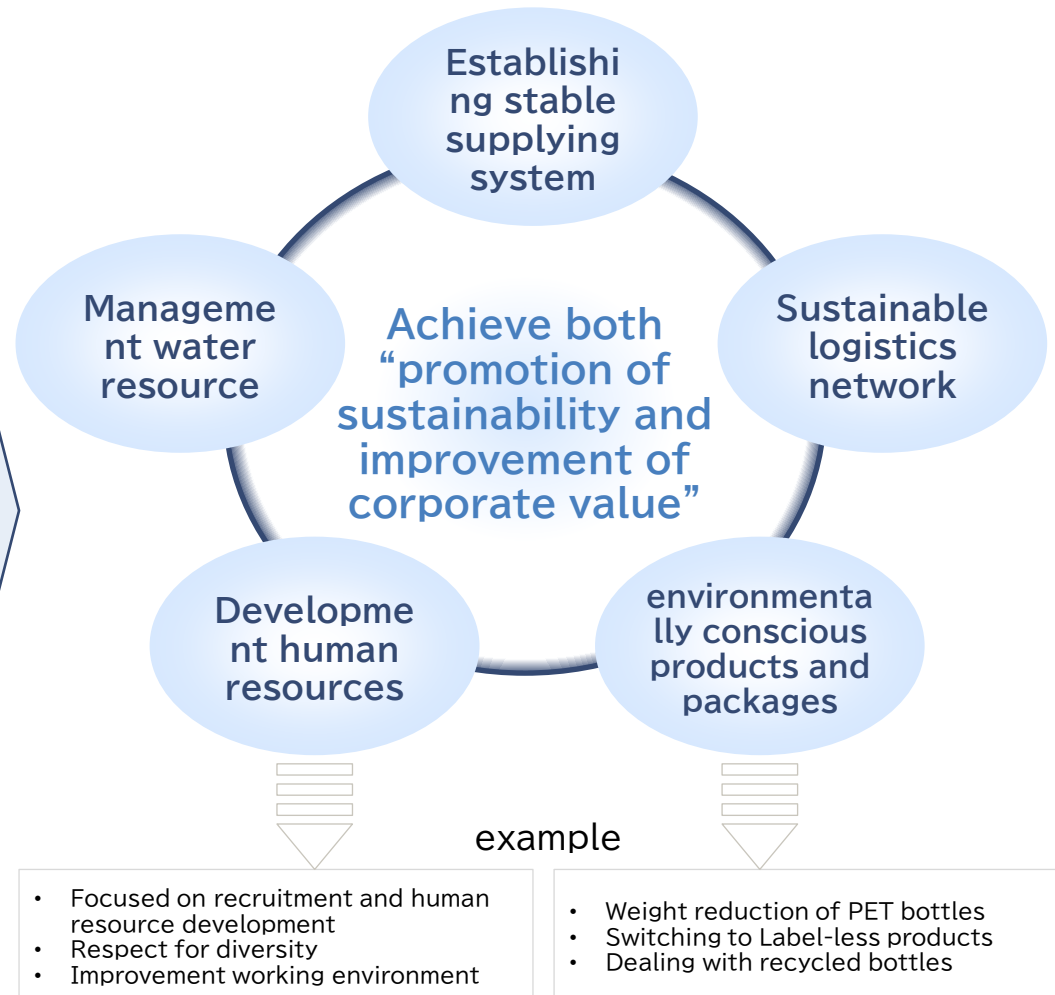 Establishi
ng stable
supplying
system
Manageme
nt water
resource
Sustainable
logistics
network
Achieve both
“promotion of
sustainability and
improvement of
corporate value”
Developme
nt human
resources
environmenta
lly conscious
products and
packages
example
• Focused on recruitment and human
resource development
• Respect for diversity
• Improvement working environment
• Weight reduction of PET bottles
• Switching to Label-less products
• Dealing with recycled bottles